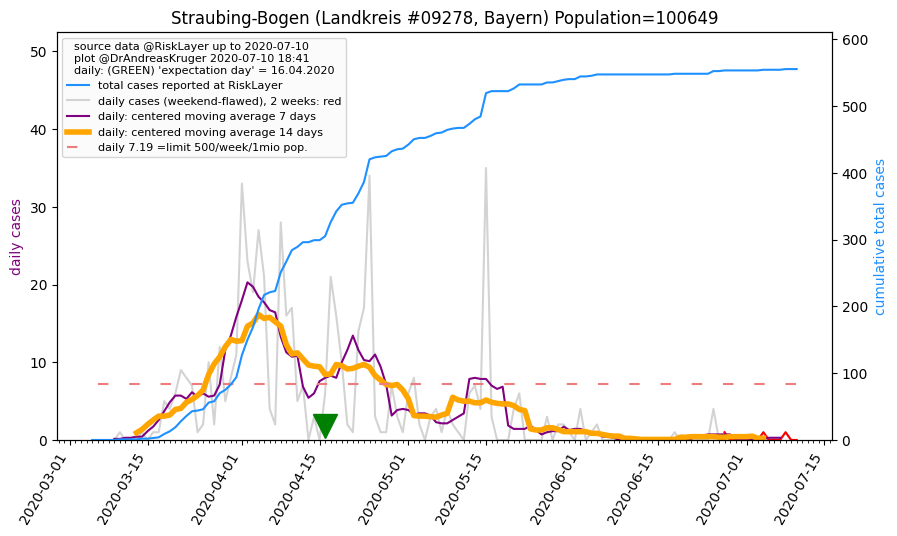 Straubing-Bogen (Landkreis #09278, Bayern) Population=100649
source data @RiskLayer up to 2020-07-10
plot @DrAndreasKruger 2020-07-10 18:41
daily: (GREEN) 'expectation day' = 16.04.2020
total cases reported at RiskLayer
daily cases (weekend-flawed), 2 weeks: red
daily: centered moving average 7 days
daily: centered moving average 14 days
daily 7.19 =limit 500/week/1mio pop.
daily cases
50
40
30
20
10
0
cumulative total cases
600
500
400
300
200
100
0
2020-03-01
2020-03-15
2020-04-01
2020-04-15
2020-05-01
2020-05-15
2020-06-01
2020-06-15
2020-07-01
2020-07-15